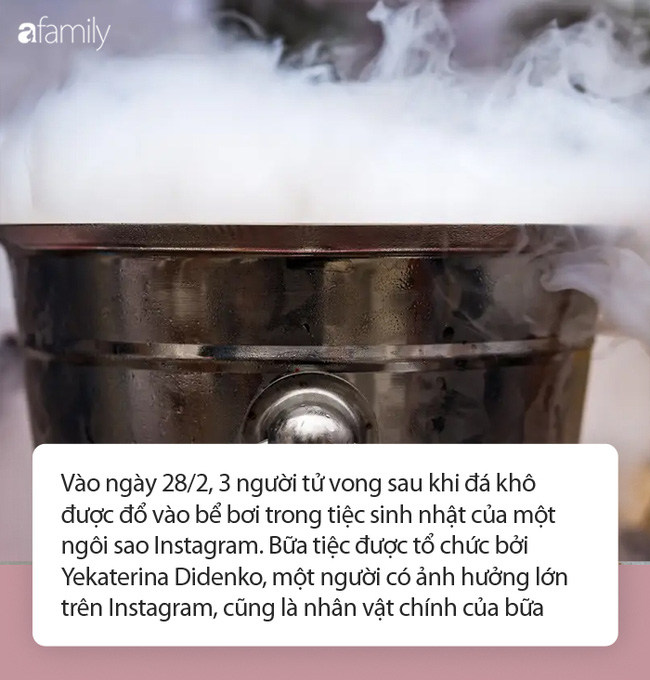 afamily
Vào ngày 28/2, 3 người tử vong sau khi đá khô
được đổ vào bể bơi trong tiệc sinh nhật của một
ngôi sao Instagram. Bữa tiệc được tổ chức bởi
Yekaterina Didenko, một người có ảnh hưởng lớn
trên Instagram, cũng là nhân vật chính của bữa